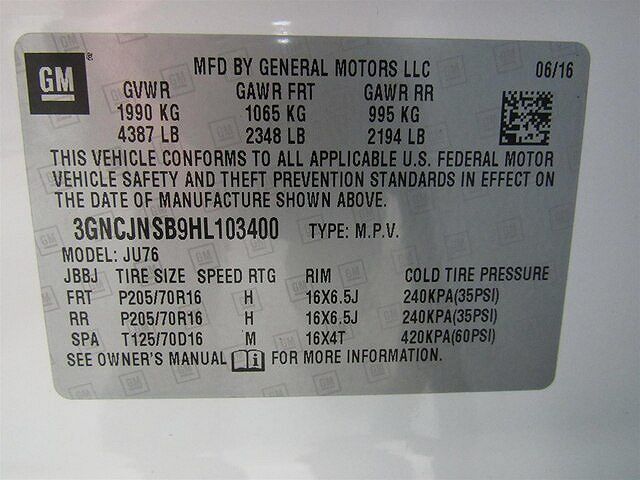 GM ® MFD BY GENERAL MOTORS LLC 06/16
GVWR GAWR FRT GAWR RR
1990 KG 1065 KG 995 KG
4387 LB 2348 LB 2194 LB
THIS VEHICLE CONFORMS TO ALL APPLICABLE U.S. FEDERAL MOTOR
VEHICLE SAFETY AND THEFT PREVENTION STANDARDS IN EFFECT ON
THE DATE OF MANUFACTURE SHOWN ABOVE.
3GNCJNSB9HL103400 TYPE: M.P.V.
MODEL: JU76
JBBJ TIRE SIZE SPEED RTG RIM COLD TIRE PRESSURE
FRT P205/70R16 H 16X6.5J 240KPA(35PSI)
RR P205/70R16 H 16X6.5J 240KPA(35PSI)
SPA T125/70D16 M 16X4T 420KPA(60PSI)
SEE OWNER'S MANUAL FOR MORE INFORMATION.